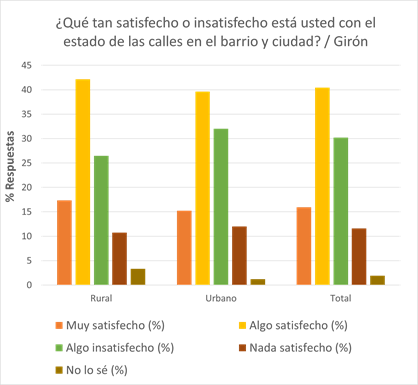 ¿Qué tan satisfecho o insatisfecho está usted con el
estado de las calles en el barrio y ciudad? / Girón
% Respuestas
45
40
35
30
25
20
15
10
5
0
Rural
Urbano
Total
Muy satisfecho (%)
Algo satisfecho (%)
Algo insatisfecho (%)
Nada satisfecho (%)
No lo sé (%)